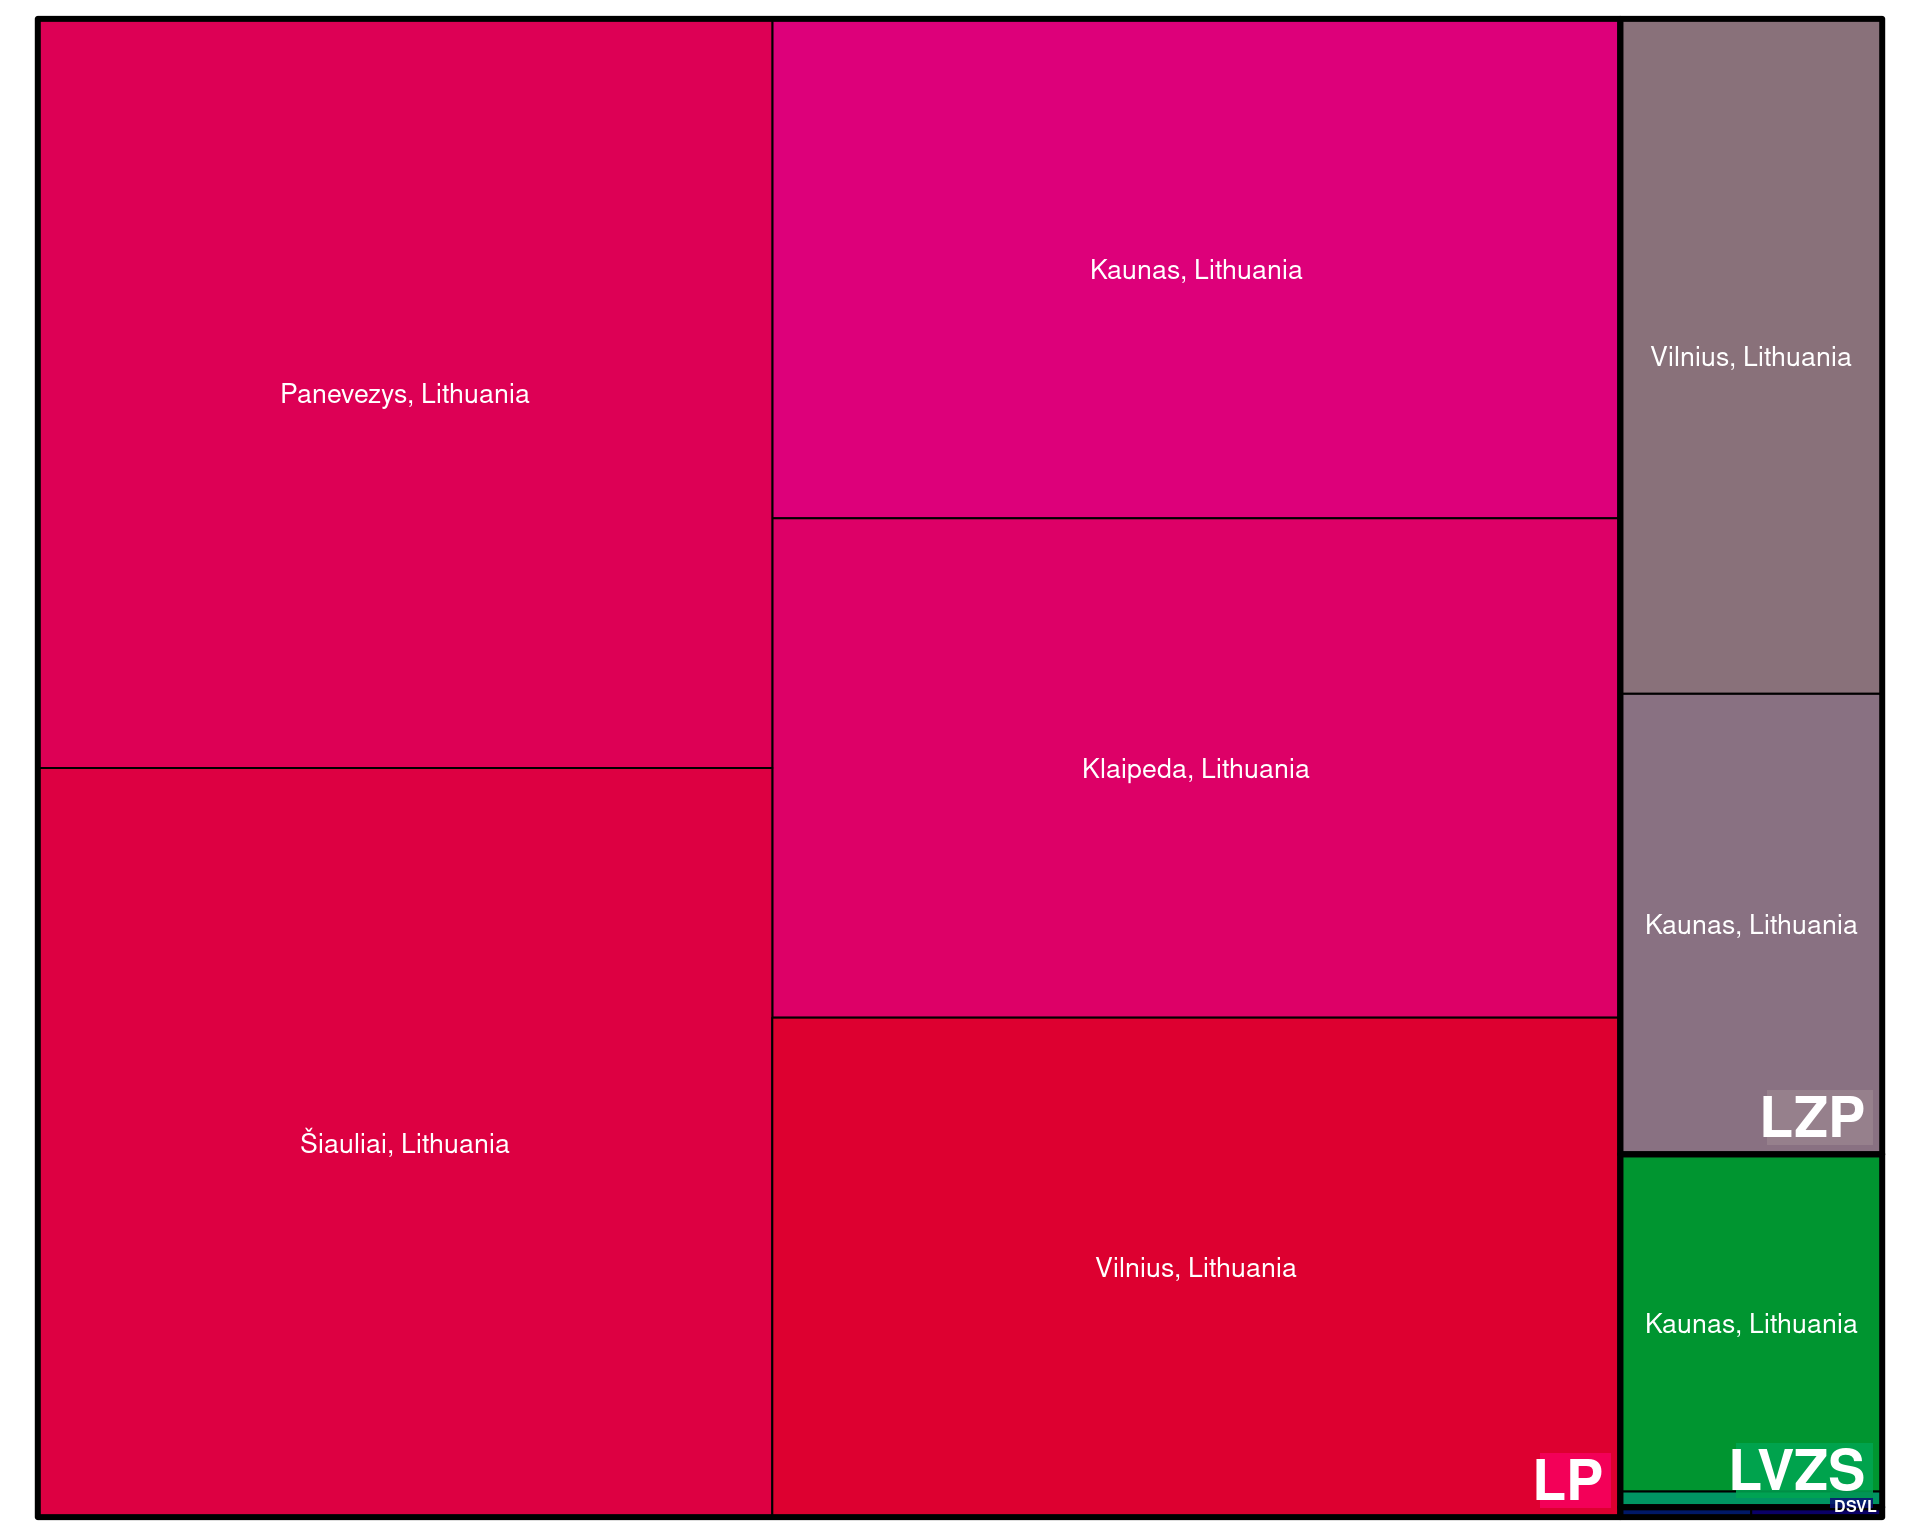 Panevezys, Lithuania
Šiauliai, Lithuania
Kaunas, Lithuania
Klaipeda, Lithuania
Vilnius, Lithuania
LP
Vilnius, Lithuania
Kaunas, Lithuania
LZP
Kaunas, Lithuania
LVZS
DSVL